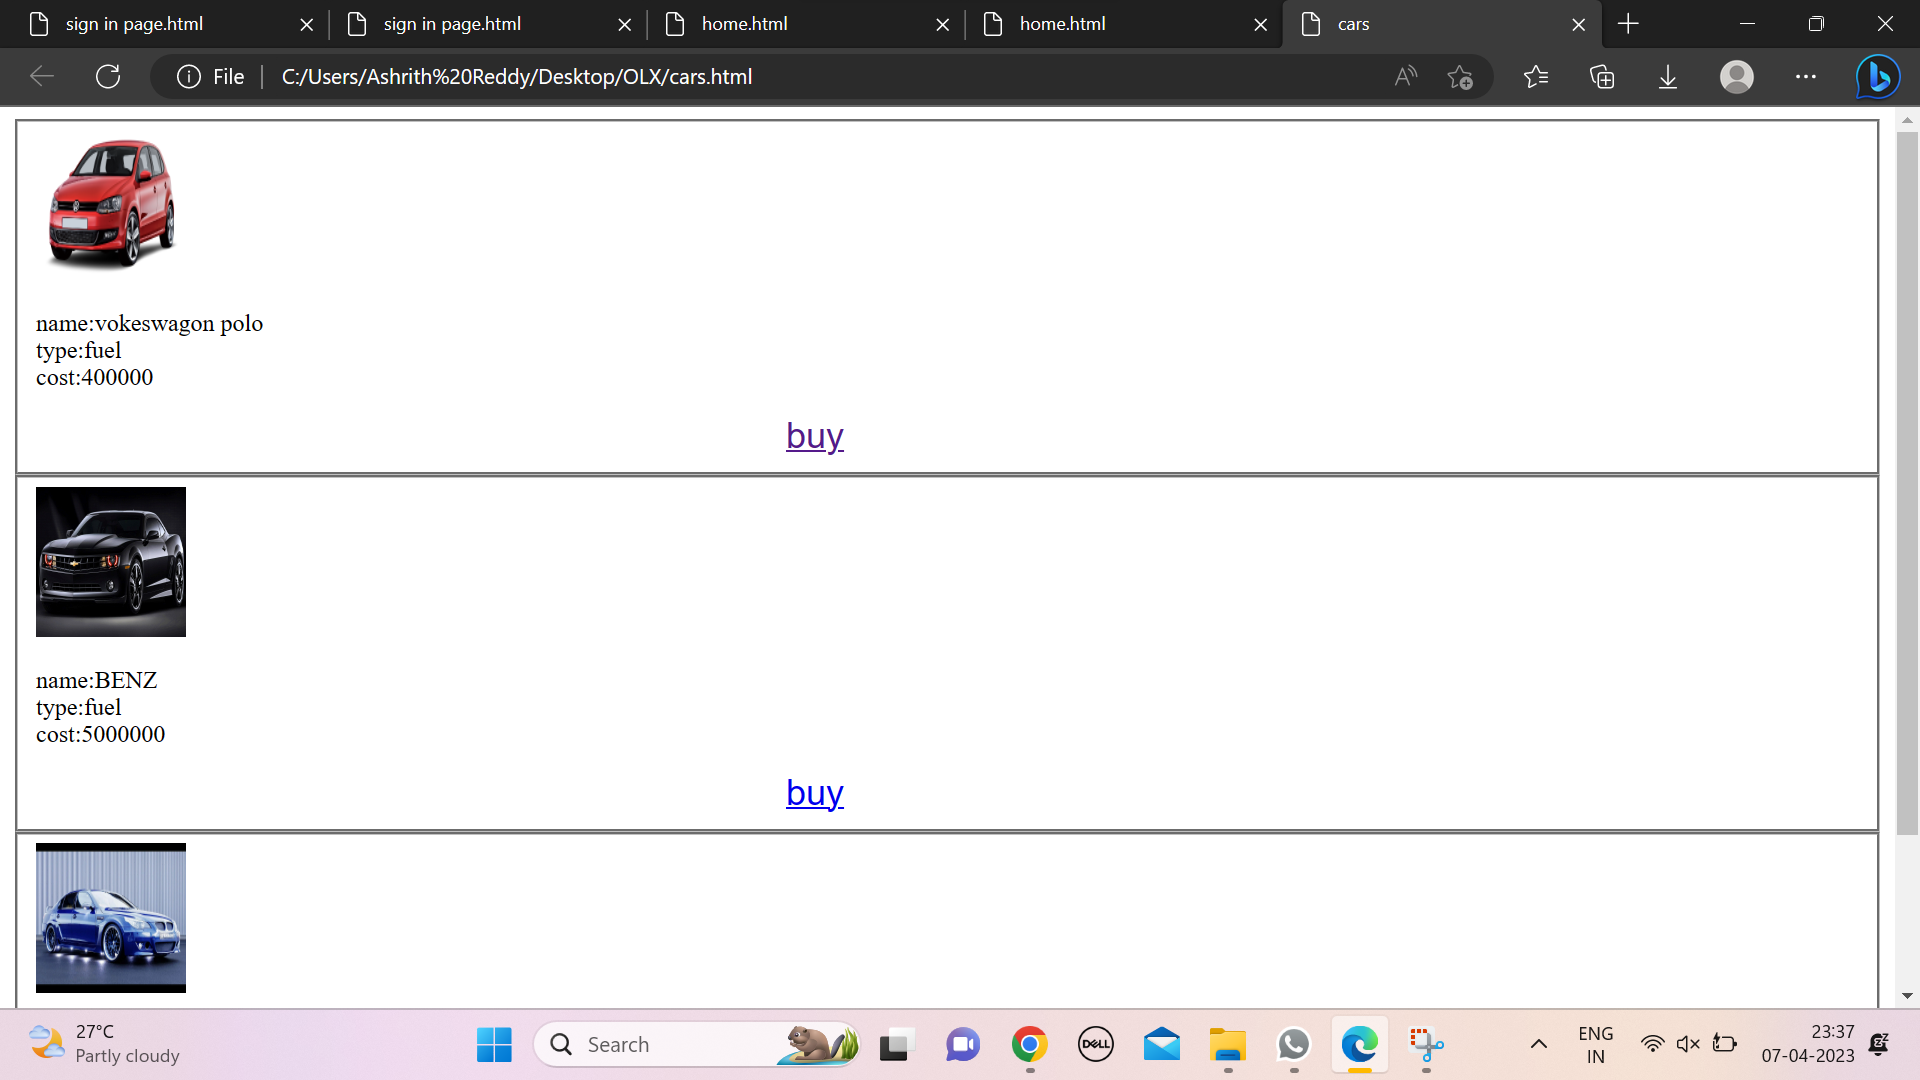 sign in page.html
sign in page.html
home.html
home.html
cars
File
C:/Users/Ashrith%20Reddy/Desktop/OLX/cars.html
name:vokeswagon polo
type:fuel
cost:400000
buy
name:BENZ
type:fuel
cost:5000000
buy
27°C
Partly cloudy
Search
DELL
ENG
IN
23:37
07-04-2023